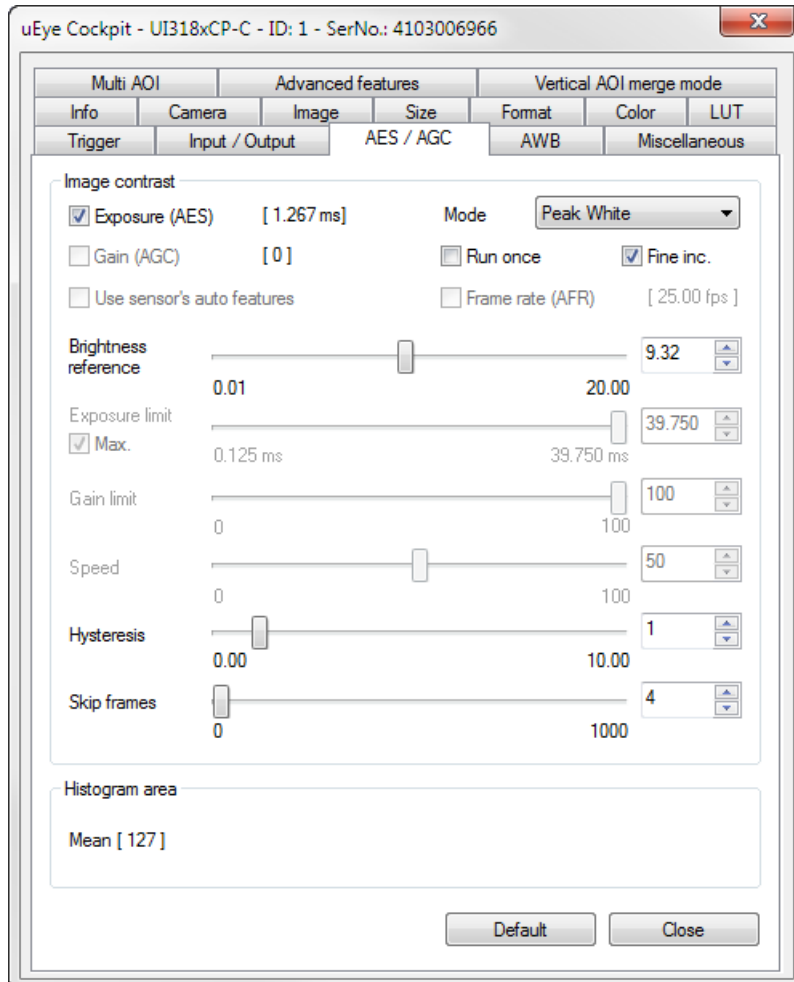 uEye Cockpit - UI318xCP-C - ID: 1 - SerNo.: 4103006966
Multi AOI Advanced features Vertical AOI merge mode
Info Camera Image Size Format Color LUT
Trigger Input / Output AES / AGC AWB Miscellaneous
Image contrast
Exposure (AES) [ 1.267 ms] Mode Peak White
Gain (AGC) [ 0 ] Run once Fine inc.
Use sensor's auto features Frame rate (AFR) [ 25.00 fps ]
Brightness
reference 9.32
0.01 20.00
Exposure limit 39.750
Max.
0.125 ms 39.750 ms
Gain limit 100
0 100
Speed 50
0 100
Hysteresis 1
0.00 10.00
Skip frames 4
0 1000
Histogram area
Mean [ 127 ]
Default Close